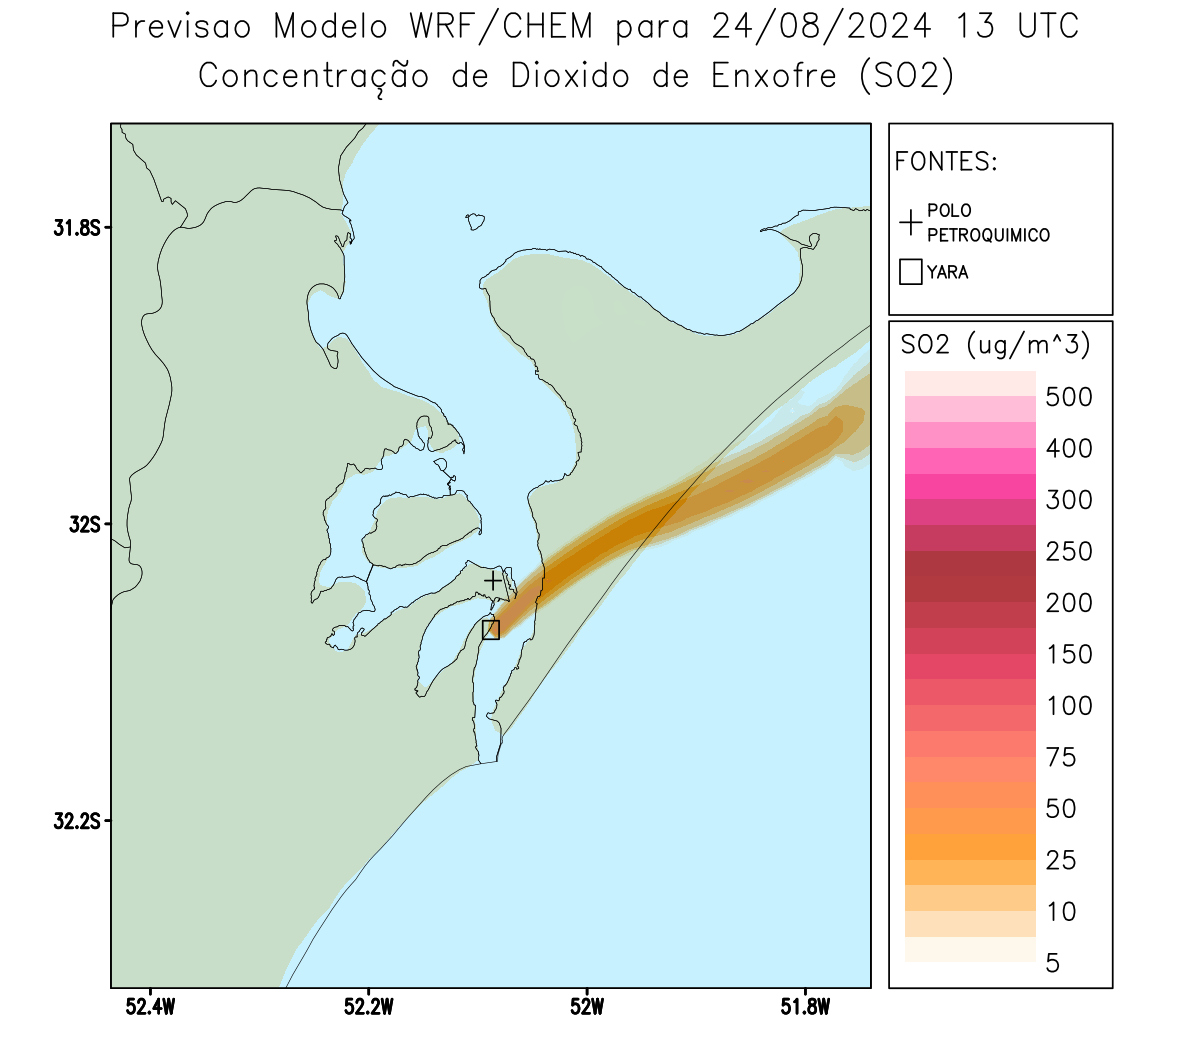 Previsao Modelo WRF/CHEM para 24/08/2024 13 UTC
Concentração de Dioxido de Enxofre (SO2)
FONTES:
POLO
PETROQUIMICO
YARA
31.8S
32S
32.2S
52.4W
52.2W
52W
51.8W
SO2 (ug/m^3)
500
400
300
250
200
150
100
75
50
25
10
5